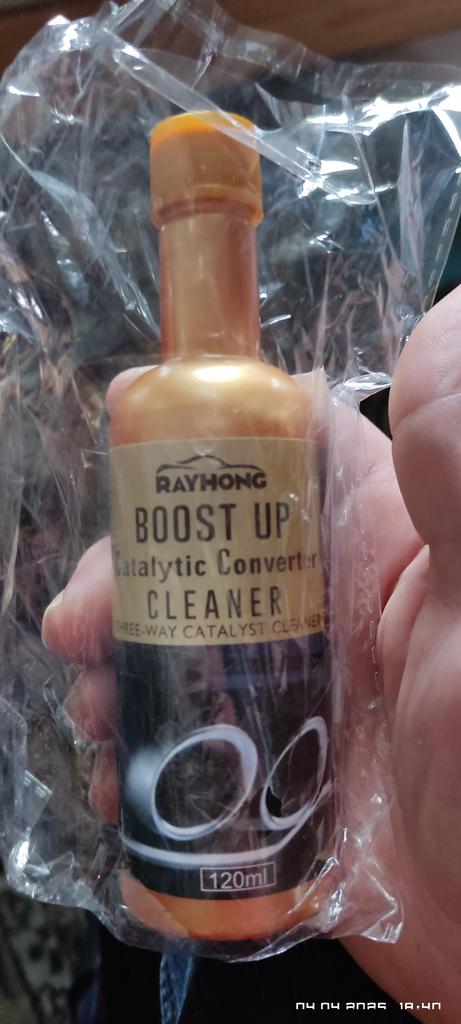 RAYHONG
BOOST UP
Catalytic Converter
CLEANER
THREE-WAY CATALYST CLEANER
120ml
04 04 2025 18:40